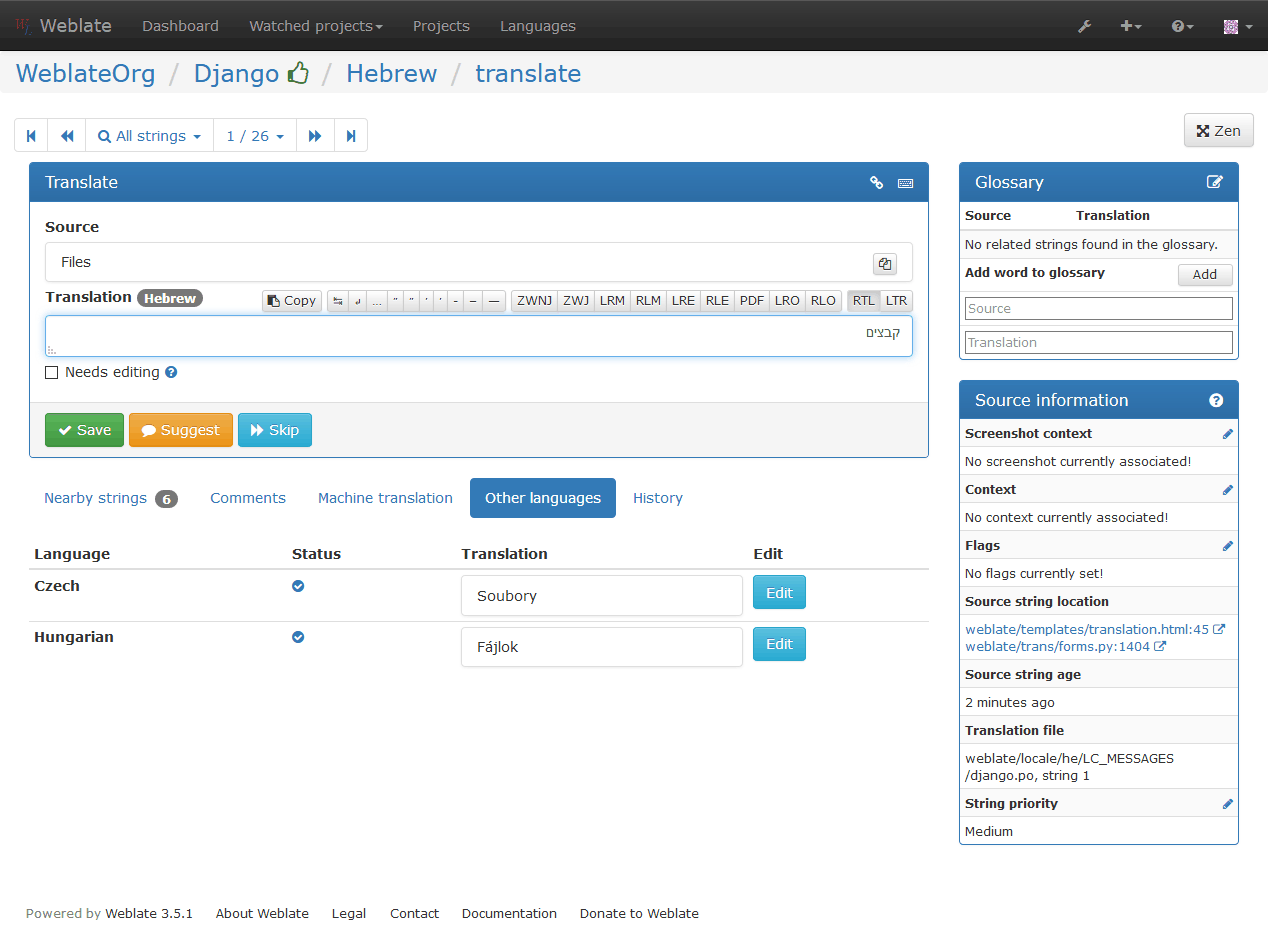 Weblate Dashboard Watched projects Projects Languages
WeblateOrg / Django / Hebrew / translate
All strings 1 / 26 Zen
Translate
Source
Files
Translation Hebrew Copy ↹ ↲ … “ ” ‘ ’ - – — ZWNJ ZWJ LRM RLM LRE RLE PDF LRO RLO RTL LTR
קבצים
Needs editing
Save Suggest Skip
Nearby strings 6 Comments Machine translation Other languages History
Language Status Translation Edit
Czech Soubory Edit
Hungarian Fájlok Edit
Glossary
Source Translation
No related strings found in the glossary.
Add word to glossary Add
Source
Translation
Source information
Screenshot context
No screenshot currently associated!
Context
No context currently associated!
Flags
No flags currently set!
Source string location
weblate/templates/translation.html:45
weblate/trans/forms.py:1404
Source string age
2 minutes ago
Translation file
weblate/locale/he/LC_MESSAGES
/django.po, string 1
String priority
Medium
Powered by Weblate 3.5.1 About Weblate Legal Contact Documentation Donate to Weblate